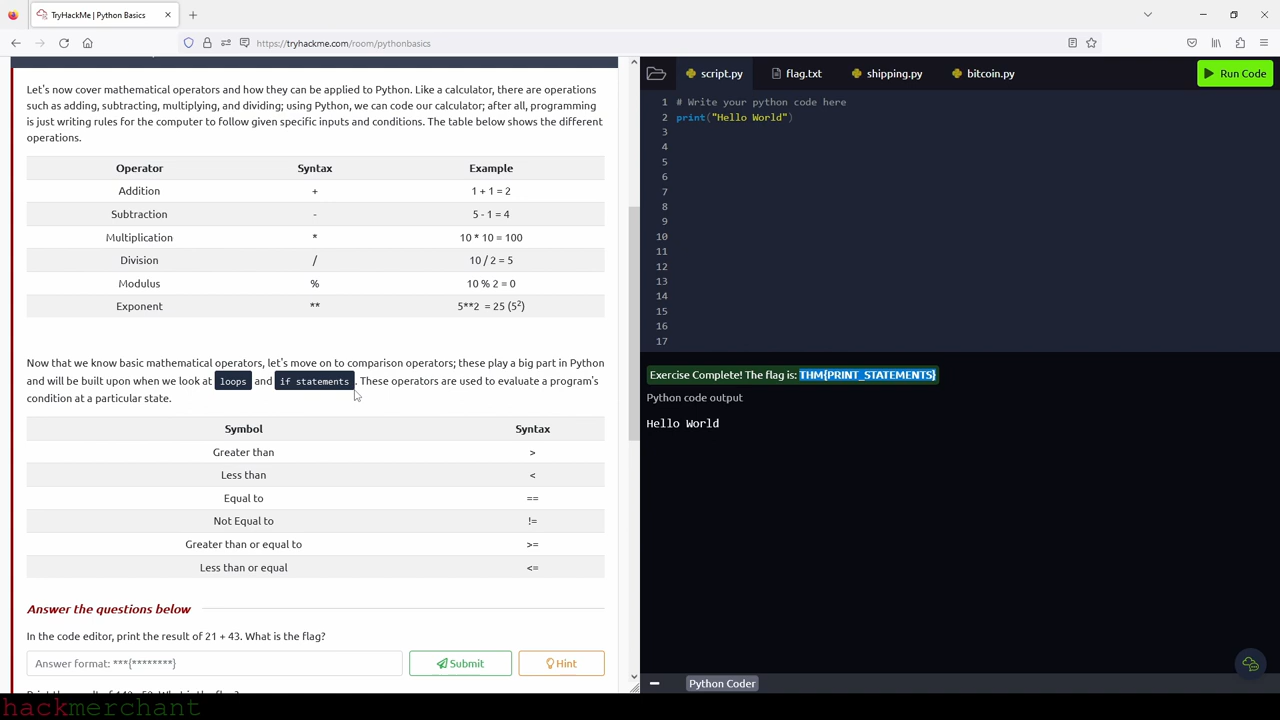 TryHackMe | Python Basics
https://tryhackme.com/room/pythonbasics
Let's now cover mathematical operators and how they can be applied to Python. Like a calculator, there are operations
such as adding, subtracting, multiplying, and dividing; using Python, we can code our calculator; after all, programming
is just writing rules for the computer to follow given specific inputs and conditions. The table below shows the different
operations.
Operator Syntax Example
Addition + 1 + 1 = 2
Subtraction - 5 - 1 = 4
Multiplication * 10 * 10 = 100
Division / 10 / 2 = 5
Modulus % 10 % 2 = 0
Exponent ** 5**2 = 25 (5²)
Now that we know basic mathematical operators, let's move on to comparison operators; these play a big part in Python
and will be built upon when we look at loops and if statements. These operators are used to evaluate a program's
condition at a particular state.
Symbol Syntax
Greater than >
Less than <
Equal to ==
Not Equal to !=
Greater than or equal to >=
Less than or equal <=
Answer the questions below
In the code editor, print the result of 21 + 43. What is the flag?
Answer format: ***{********}
Submit
Hint
script.py
flag.txt
shipping.py
bitcoin.py
Run Code
1 # Write your python code here
2 print("Hello World")
3
4
5
6
7
8
9
10
11
12
13
14
15
16
17
Exercise Complete! The flag is: THM{PRINT_STATEMENTS}
Python code output
Hello World
Python Coder
hackmerchant